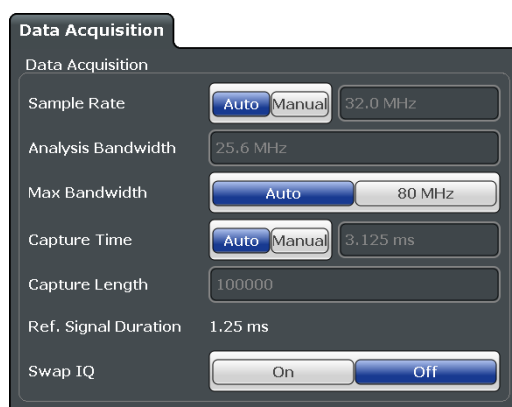 Data Acquisition
Data Acquisition
Sample Rate Auto Manual 32.0 MHz
Analysis Bandwidth 25.6 MHz
Max Bandwidth Auto 80 MHz
Capture Time Auto Manual 3.125 ms
Capture Length 100000
Ref. Signal Duration 1.25 ms
Swap IQ On Off